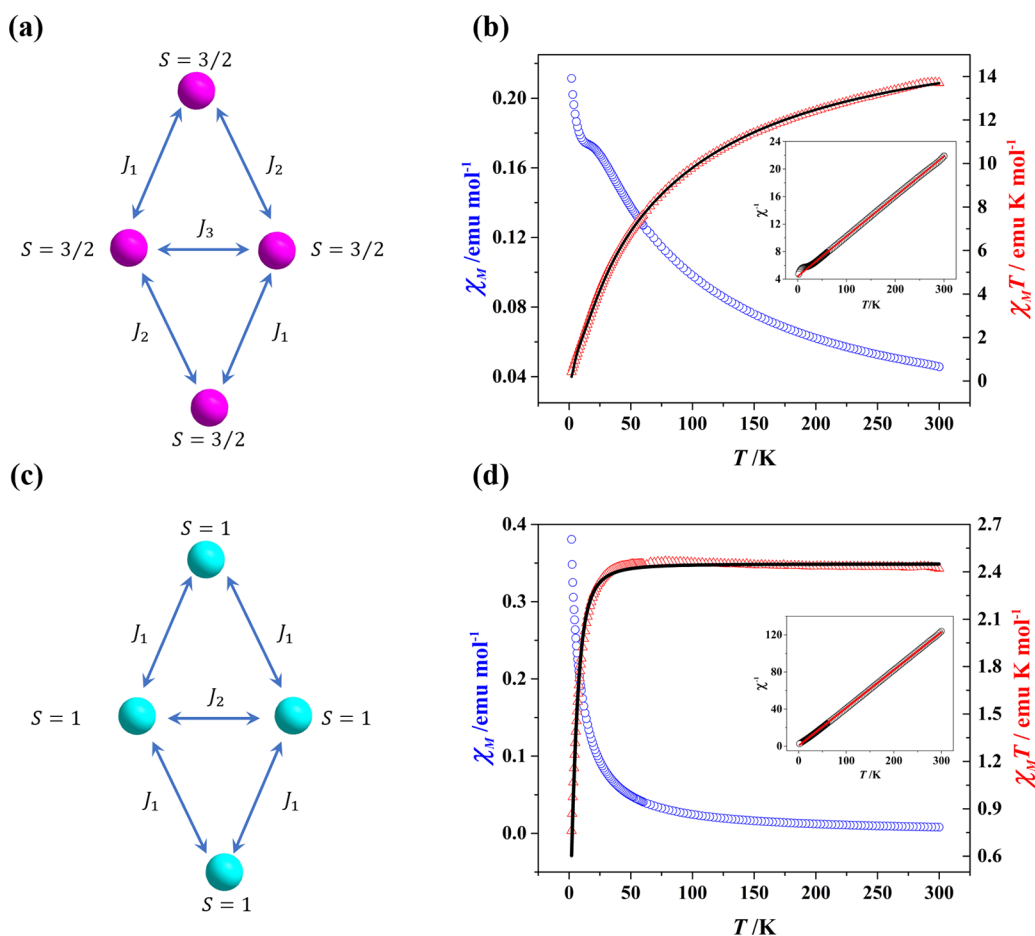 (a)
S = 3/2
J₁
J₂
S = 3/2
J₃
S = 3/2
J₂
J₁
S = 3/2
(b)
0.20
0.16
0.12
0.08
0.04
χM /emu mol⁻¹
14
12
10
8
6
4
2
0
χMT / emu K mol⁻¹
0
50
100
150
200
250
300
T /K
24
20
16
12
8
4
χ⁻¹
0
100
200
300
T/K
(c)
S = 1
J₁
J₁
S = 1
J₂
S = 1
J₁
J₁
S = 1
(d)
0.4
0.3
0.2
0.1
0.0
χM /emu mol⁻¹
2.7
2.4
2.1
1.8
1.5
1.2
0.9
0.6
χMT / emu K mol⁻¹
0
50
100
150
200
250
300
T /K
120
80
40
0
χ⁻¹
0
100
200
300
T /K